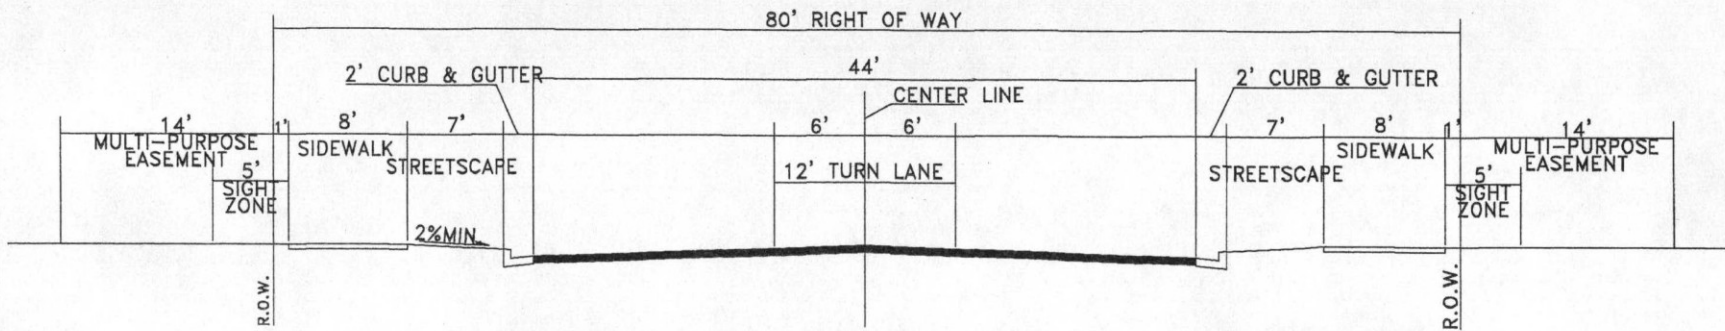 80' RIGHT OF WAY
44'
2' CURB & GUTTER
2' CURB & GUTTER
CENTER LINE
14'
1'
8'
7'
6'
6'
7'
8'
1'
14'
MULTI-PURPOSE
EASEMENT
SIDEWALK
STREETSCAPE
12' TURN LANE
STREETSCAPE
SIDEWALK
MULTI-PURPOSE
EASEMENT
5'
SIGHT
ZONE
5'
SIGHT
ZONE
2%MIN.
R.O.W.
R.O.W.